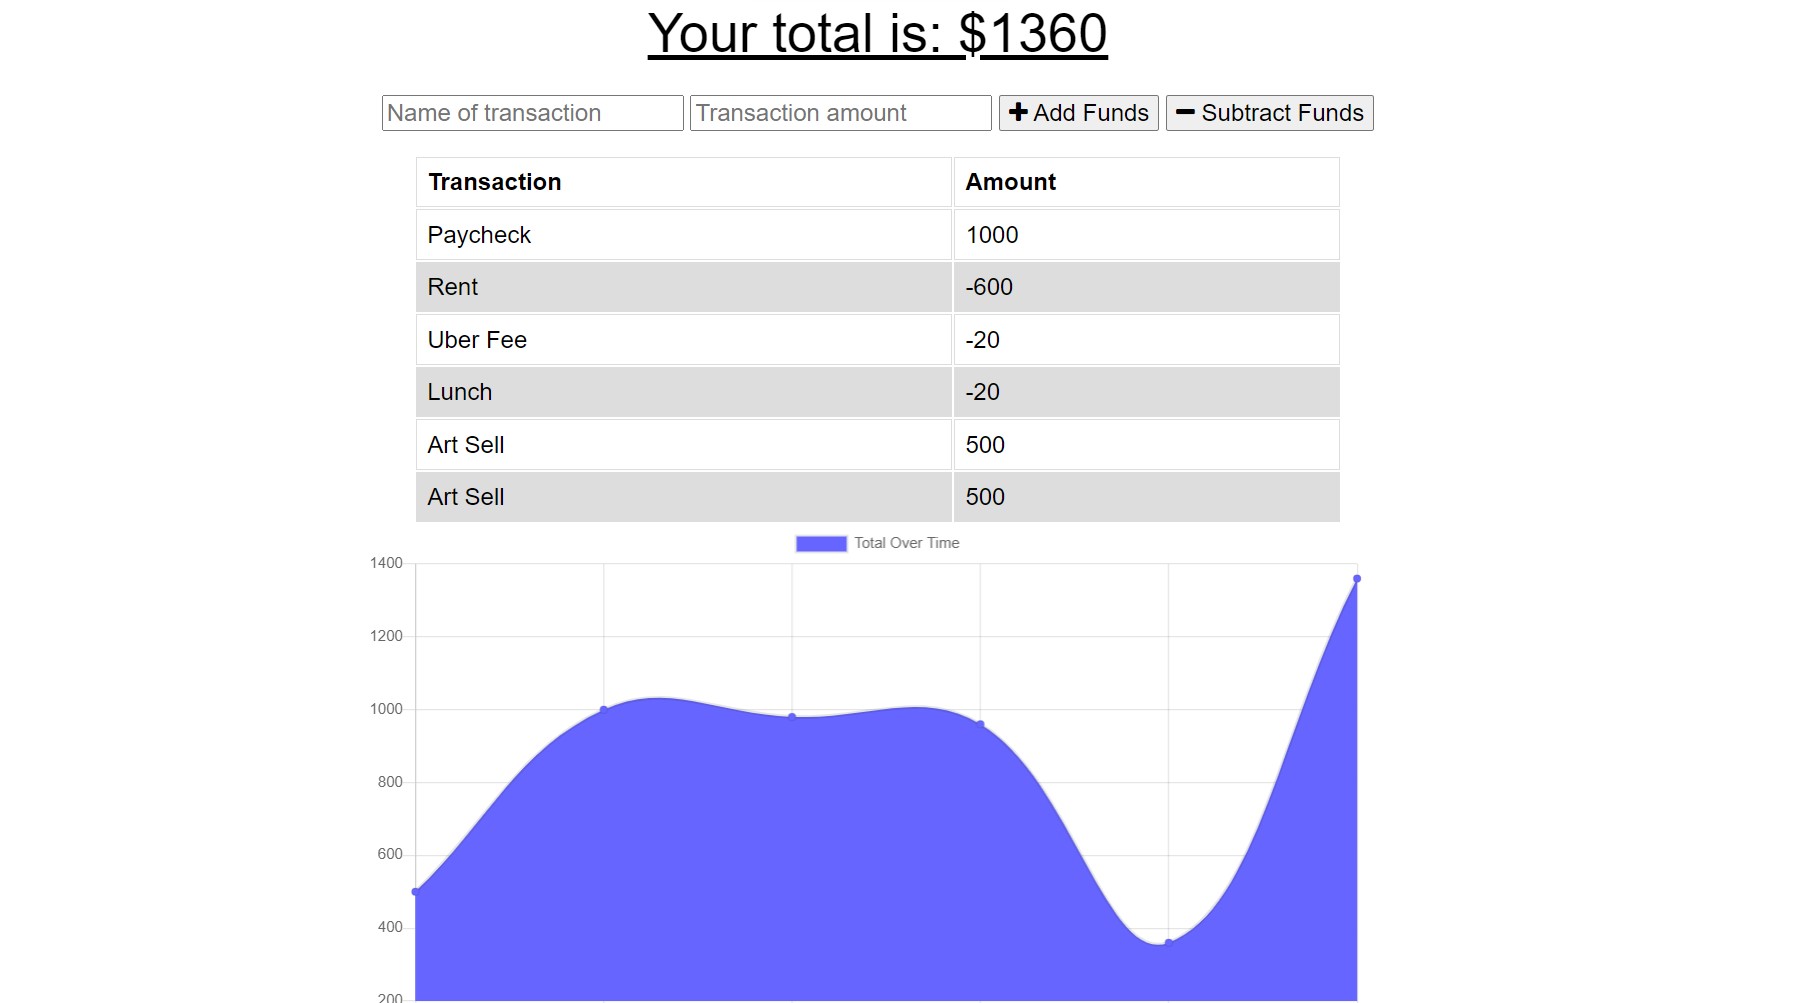 Your total is: $1360
Name of transaction Transaction amount Add Funds Subtract Funds
Transaction Amount
Paycheck 1000
Rent -600
Uber Fee -20
Lunch -20
Art Sell 500
Art Sell 500
Total Over Time
1400
1200
1000
800
600
400
200